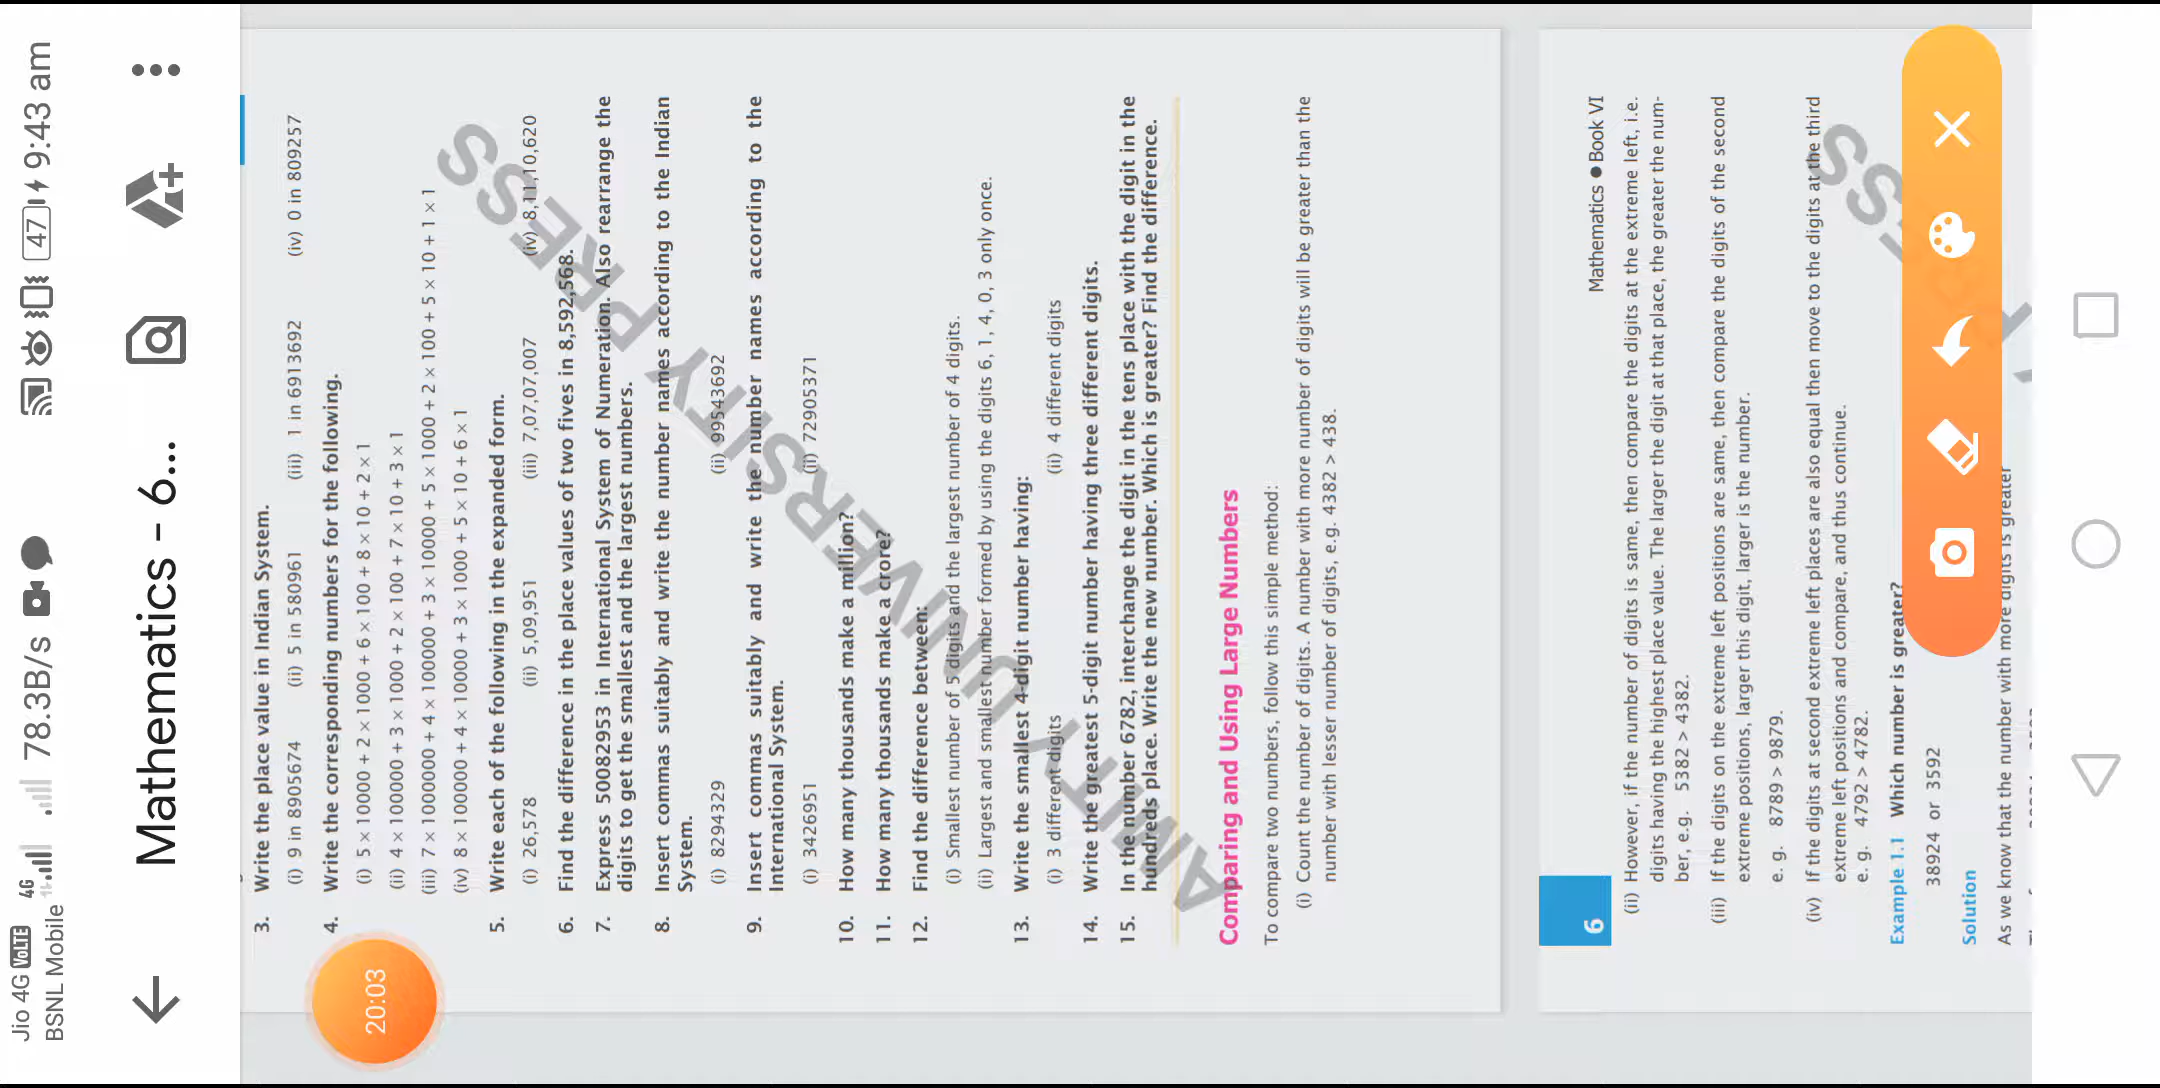 Jio 4G VoLTE 4G 78.3B/s 47 9:43 am
BSNL Mobile
Mathematics - 6...
20:03
3. Write the place value in Indian System.
(i) 9 in 8905674 (ii) 5 in 580961 (iii) 1 in 6913692 (iv) 0 in 809257
4. Write the corresponding numbers for the following.
(i) 5 × 10000 + 2 × 1000 + 6 × 100 + 8 × 10 + 2 × 1
(ii) 4 × 100000 + 3 × 1000 + 2 × 100 + 7 × 10 + 3 × 1
(iii) 7 × 1000000 + 4 × 100000 + 3 × 10000 + 5 × 1000 + 2 × 100 + 5 × 10 + 1 × 1
(iv) 8 × 100000 + 4 × 10000 + 3 × 1000 + 5 × 10 + 6 × 1
5. Write each of the following in the expanded form.
(i) 26,578 (ii) 5,09,951 (iii) 7,07,07,007 (iv) 8,11,10,620
6. Find the difference in the place values of two fives in 8,592,568.
7. Express 50082953 in International System of Numeration. Also rearrange the
digits to get the smallest and the largest numbers.
8. Insert commas suitably and write the number names according to the Indian
System.
(i) 8294329 (ii) 99543692
9. Insert commas suitably and write the number names according to the
International System.
(i) 3426951 (ii) 72905371
10. How many thousands make a million?
11. How many thousands make a crore?
12. Find the difference between:
(i) Smallest number of 5 digits and the largest number of 4 digits.
(ii) Largest and smallest number formed by using the digits 6, 1, 4, 0, 3 only once.
13. Write the smallest 4-digit number having:
(i) 3 different digits (ii) 4 different digits
14. Write the greatest 5-digit number having three different digits.
15. In the number 6782, interchange the digit in the tens place with the digit in the
hundreds place. Write the new number. Which is greater? Find the difference.
AMITY UNIVERSITY PRESS
Comparing and Using Large Numbers
To compare two numbers, follow this simple method:
(i) Count the number of digits. A number with more number of digits will be greater than the
number with lesser number of digits, e.g. 4382 > 438.
6 Mathematics ● Book VI
(ii) However, if the number of digits is same, then compare the digits at the extreme left, i.e.
digits having the highest place value. The larger the digit at that place, the greater the num-
ber, e.g. 5382 > 4382.
(iii) If the digits on the extreme left positions are same, then compare the digits of the second
extreme positions, larger this digit, larger is the number.
e. g. 8789 > 9879.
(iv) If the digits at second extreme left places are also equal then move to the digits at the third
extreme left positions and compare, and thus continue.
e. g. 4792 > 4782.
Example 1.1 Which number is greater?
38924 or 3592
Solution
As we know that the number with more digits is greater